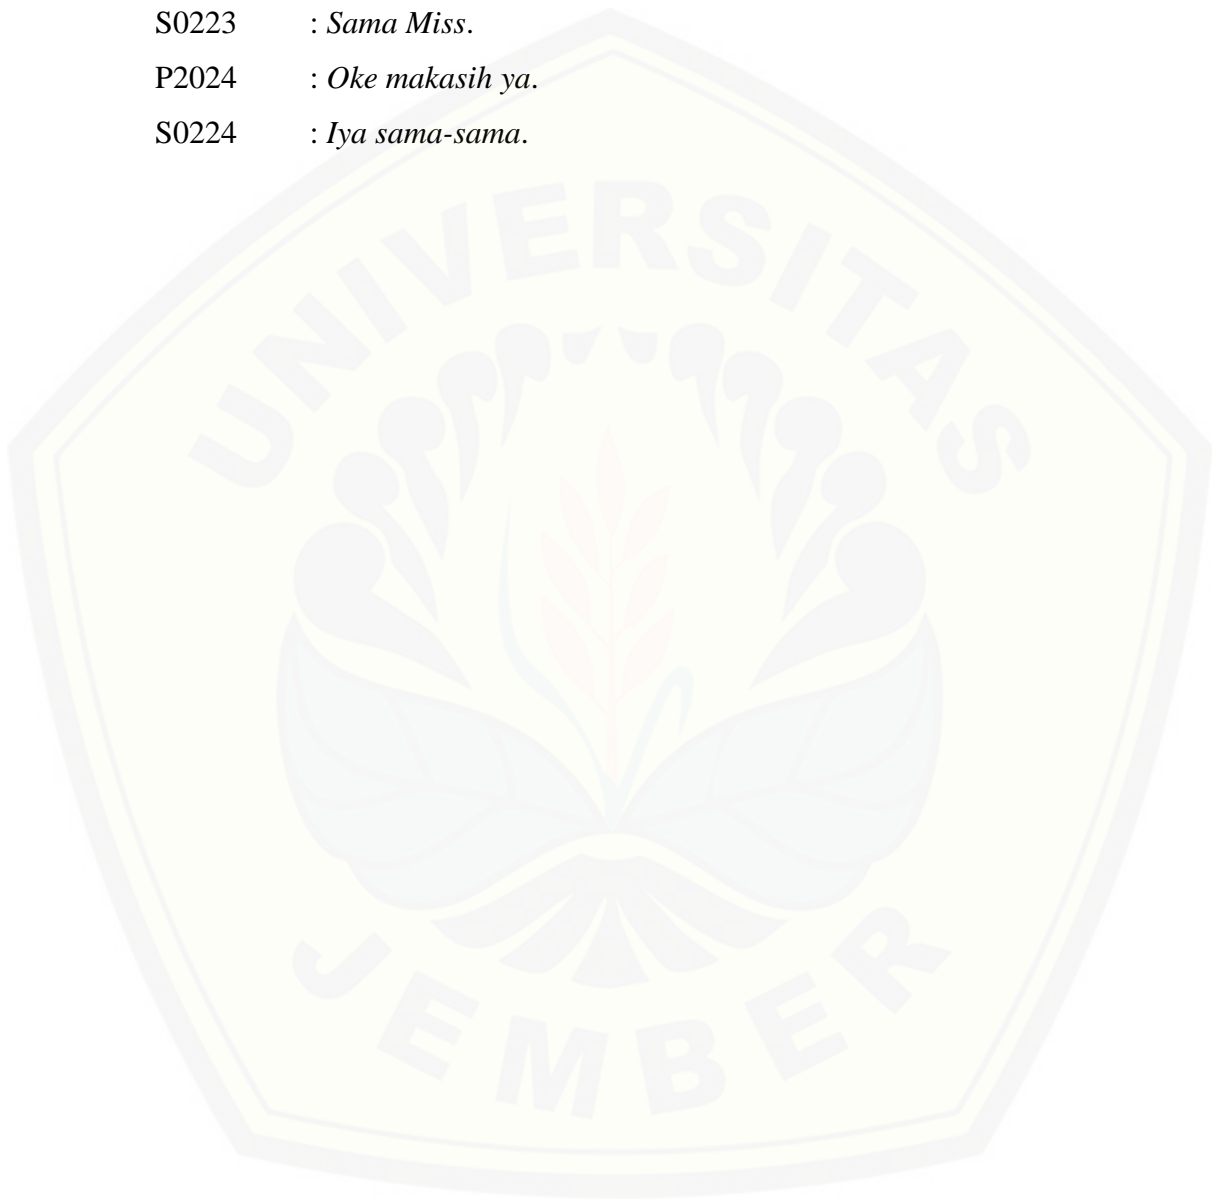 S0223 : Sama Miss.
P2024 : Oke makasih ya.
S0224 : Iya sama-sama.
UNIVERSITAS
JEMBER